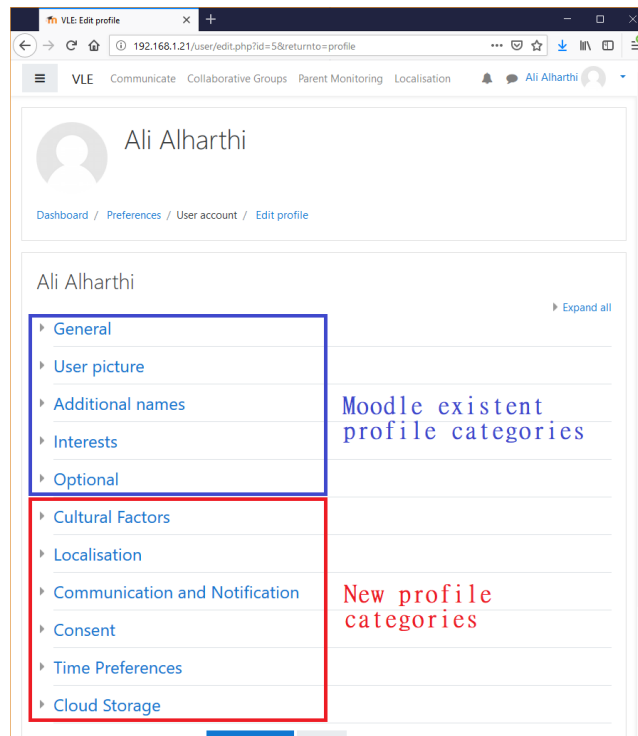 VLE: Edit profile
192.168.1.21/user/edit.php?id=5&returnto=profile
VLE Communicate Collaborative Groups Parent Monitoring Localisation Ali Alharthi
Ali Alharthi
Dashboard / Preferences / User account / Edit profile
Ali Alharthi
Expand all
General
User picture
Additional names
Interests
Optional
Moodle existent
profile categories
Cultural Factors
Localisation
Communication and Notification
Consent
Time Preferences
Cloud Storage
New profile
categories